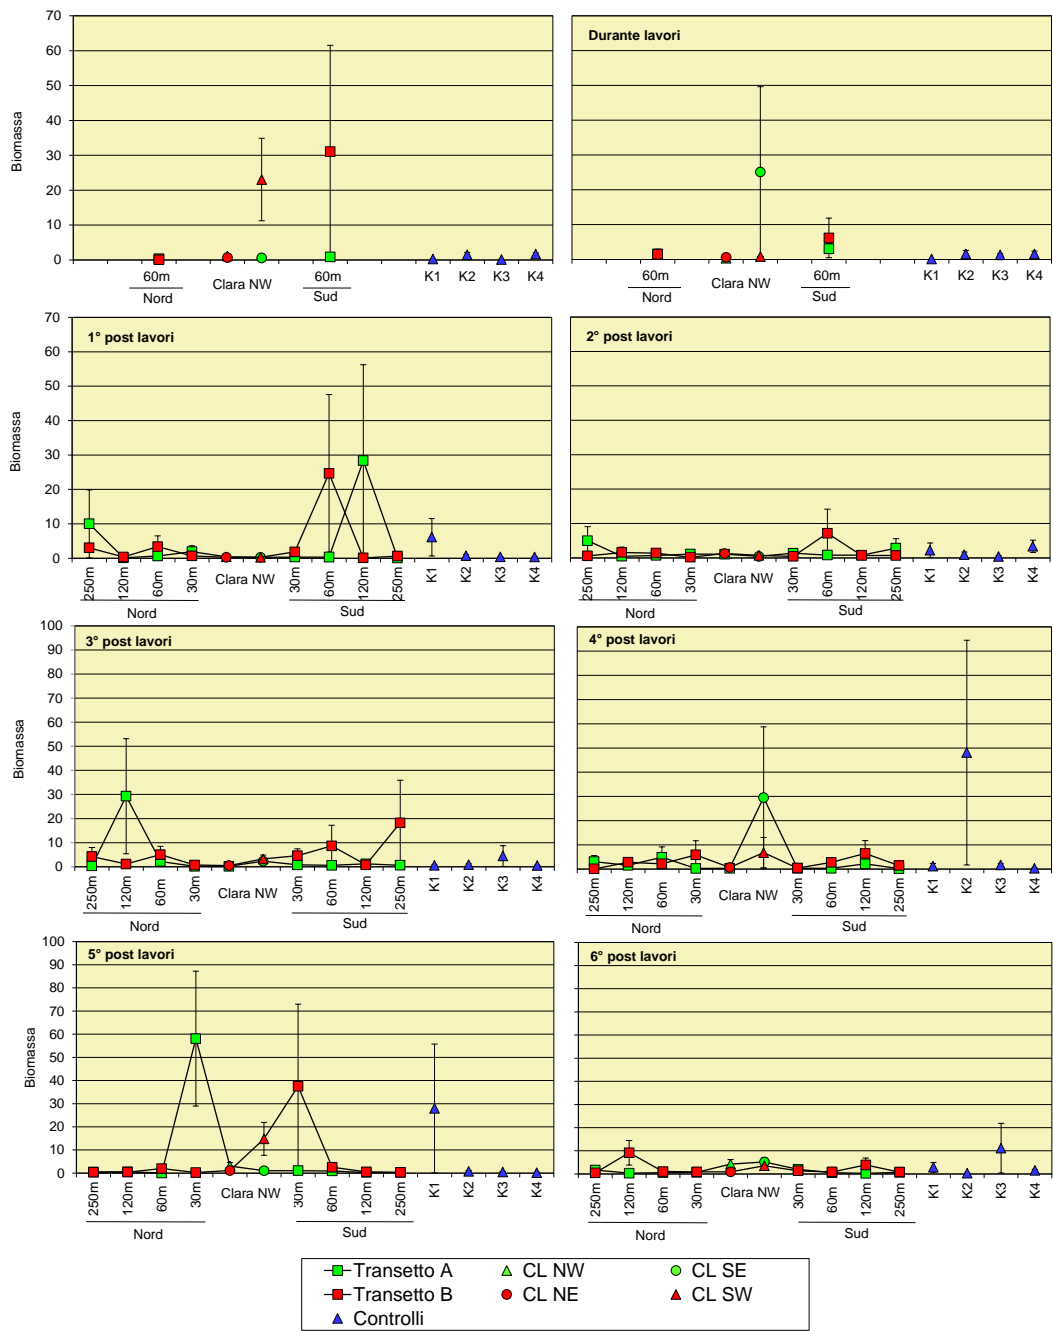 70
60
50
40
30
20
10
0
Biomassa
60m
Nord
Clara NW
60m
Sud
K1 K2 K3 K4
Durante lavori
60m
Nord
Clara NW
60m
Sud
K1 K2 K3 K4
1° post lavori
70
60
50
40
30
20
10
0
Biomassa
250m 120m 60m 30m
Nord
Clara NW
30m 60m 120m 250m
Sud
K1 K2 K3 K4
2° post lavori
250m 120m 60m 30m
Nord
Clara NW
30m 60m 120m 250m
Sud
K1 K2 K3 K4
3° post lavori
100
90
80
70
60
50
40
30
20
10
0
Biomassa
250m 120m 60m 30m
Nord
Clara NW
30m 60m 120m 250m
Sud
K1 K2 K3 K4
4° post lavori
250m 120m 60m 30m
Nord
Clara NW
30m 60m 120m 250m
Sud
K1 K2 K3 K4
5° post lavori
100
90
80
70
60
50
40
30
20
10
0
Biomassa
250m 120m 60m 30m
Nord
Clara NW
30m 60m 120m 250m
Sud
K1 K2 K3 K4
6° post lavori
250m 120m 60m 30m
Nord
Clara NW
30m 60m 120m 250m
Sud
K1 K2 K3 K4
Transetto A CL NW CL SE
Transetto B CL NE CL SW
Controlli